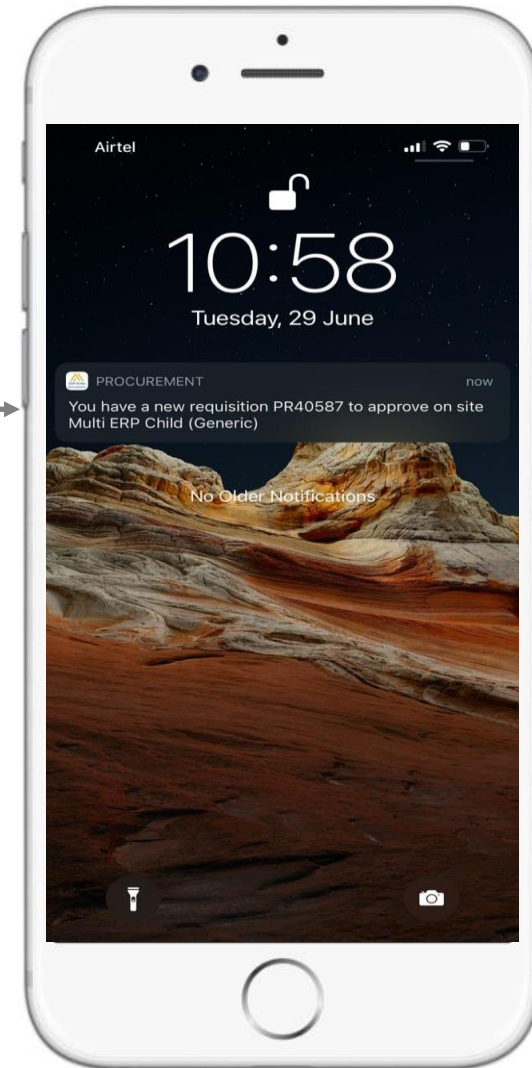 Airtel
10:58
Tuesday, 29 June
PROCUREMENT
now
You have a new requisition PR40587 to approve on site
Multi ERP Child (Generic)
No Older Notifications